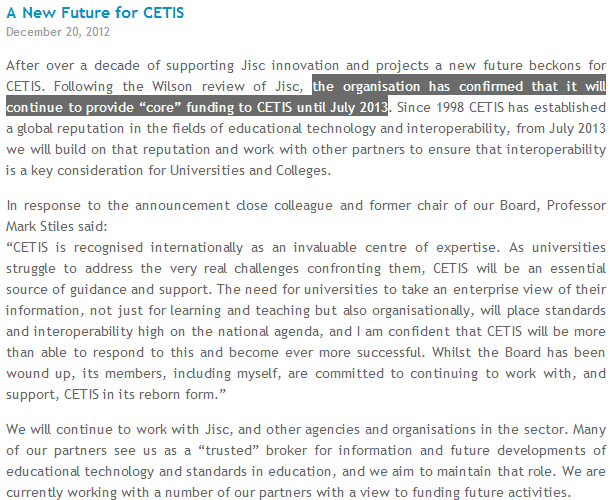 A New Future for CETIS
December 20, 2012
After over a decade of supporting Jisc innovation and projects a new future beckons for
CETIS. Following the Wilson review of Jisc, the organisation has confirmed that it will
continue to provide “core” funding to CETIS until July 2013. Since 1998 CETIS has established
a global reputation in the fields of educational technology and interoperability, from July 2013
we will build on that reputation and work with other partners to ensure that interoperability
is a key consideration for Universities and Colleges.
In response to the announcement close colleague and former chair of our Board, Professor
Mark Stiles said:
“CETIS is recognised internationally as an invaluable centre of expertise. As universities
struggle to address the very real challenges confronting them, CETIS will be an essential
source of guidance and support. The need for universities to take an enterprise view of their
information, not just for learning and teaching but also organisationally, will place standards
and interoperability high on the national agenda, and I am confident that CETIS will be more
than able to respond to this and become ever more successful. Whilst the Board has been
wound up, its members, including myself, are committed to continuing to work with, and
support, CETIS in its reborn form.”
We will continue to work with Jisc, and other agencies and organisations in the sector. Many
of our partners see us as a “trusted” broker for information and future developments of
educational technology and standards in education, and we aim to maintain that role. We are
currently working with a number of our partners with a view to funding future activities.